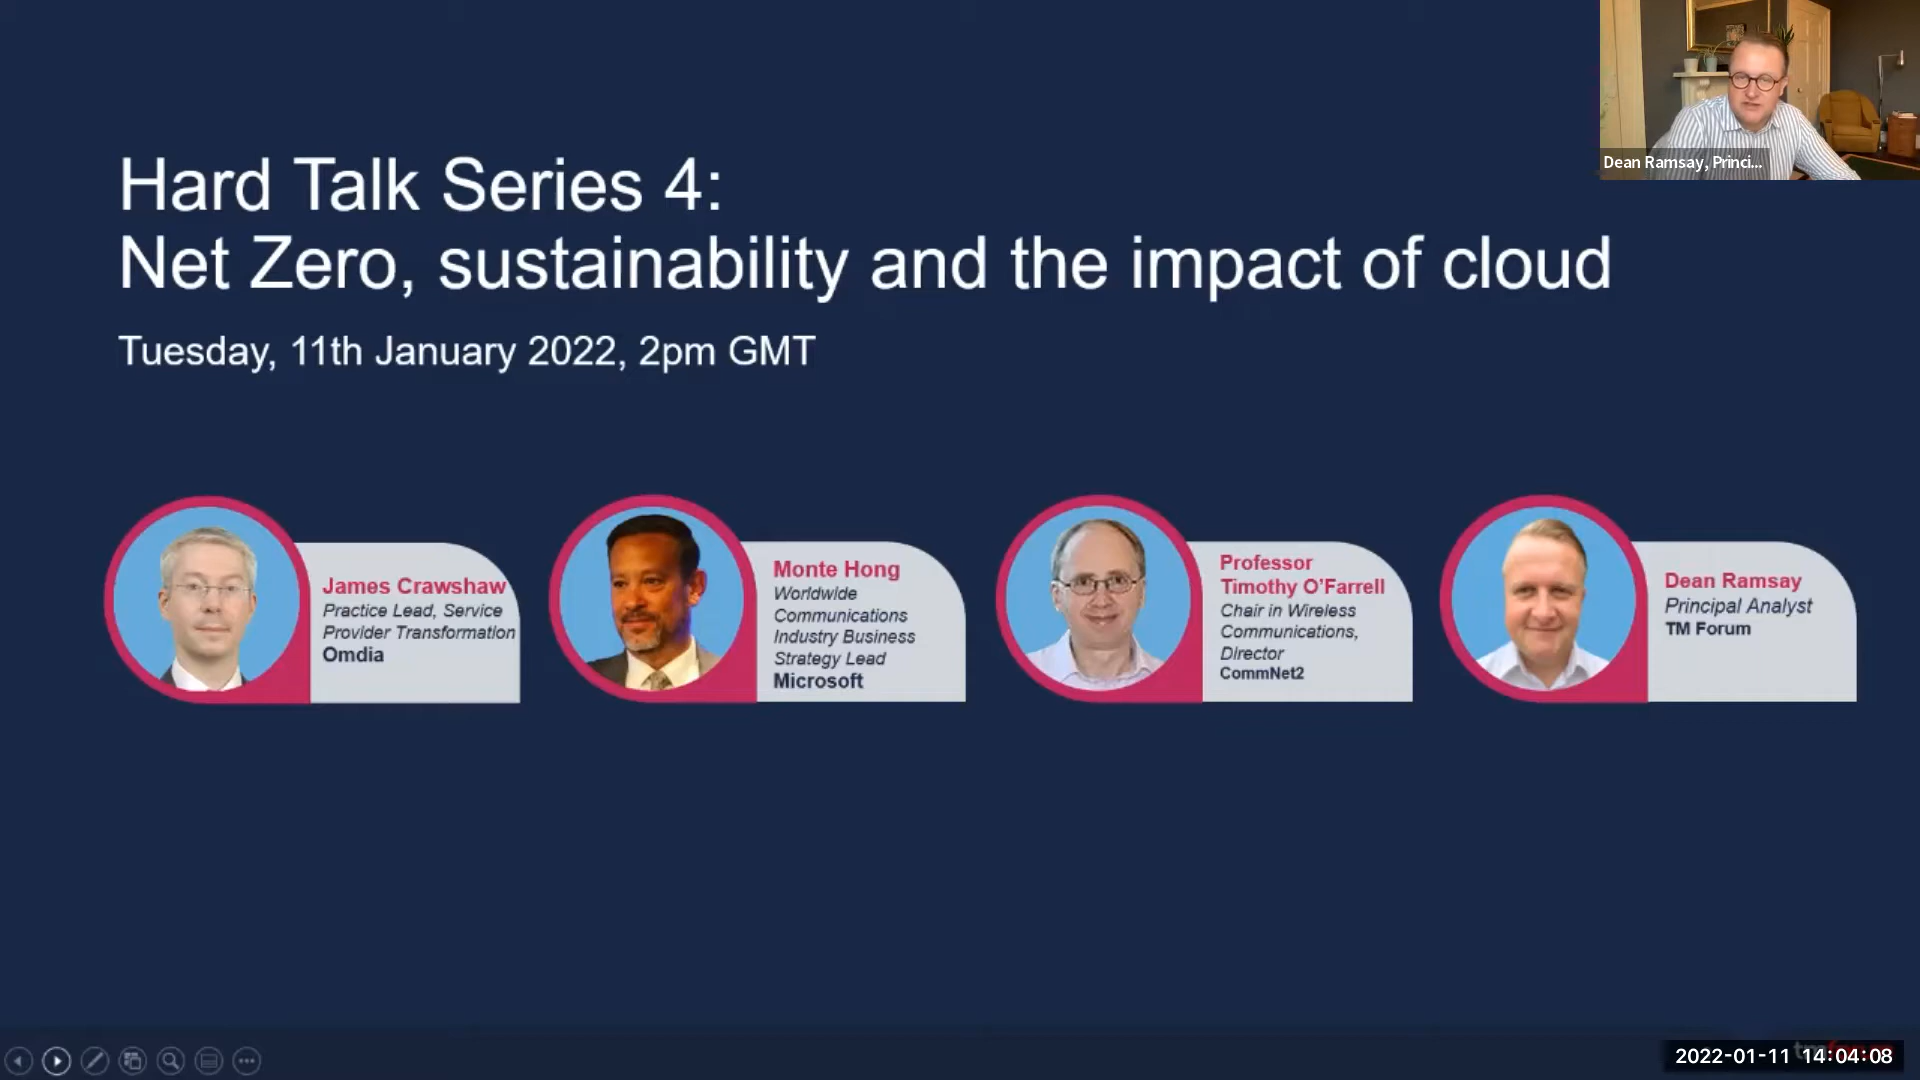 Dean Ramsay, Princi...
Hard Talk Series 4:
Net Zero, sustainability and the impact of cloud
Tuesday, 11th January 2022, 2pm GMT
James Crawshaw
Practice Lead, Service
Provider Transformation
Omdia
Monte Hong
Worldwide
Communications
Industry Business
Strategy Lead
Microsoft
Professor
Timothy O'Farrell
Chair in Wireless
Communications,
Director
CommNet2
Dean Ramsay
Principal Analyst
TM Forum
2022-01-11 14:04:08